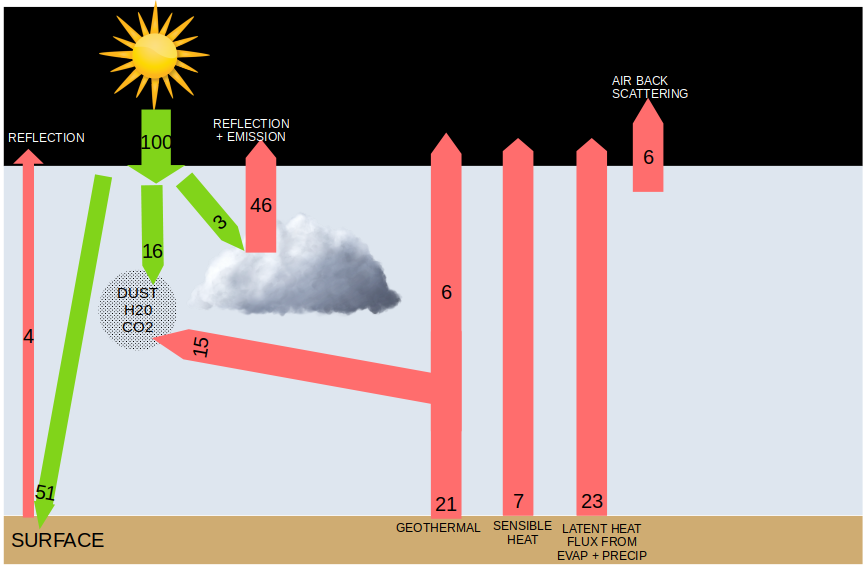 AIR BACK
SCATTERING
REFLECTION
+ EMISSION
REFLECTION
100
6
46
3
16
DUST
H20
CO2
6
4
15
51
21
7
23
SURFACE
GEOTHERMAL
SENSIBLE
HEAT
LATENT HEAT
FLUX FROM
EVAP + PRECIP